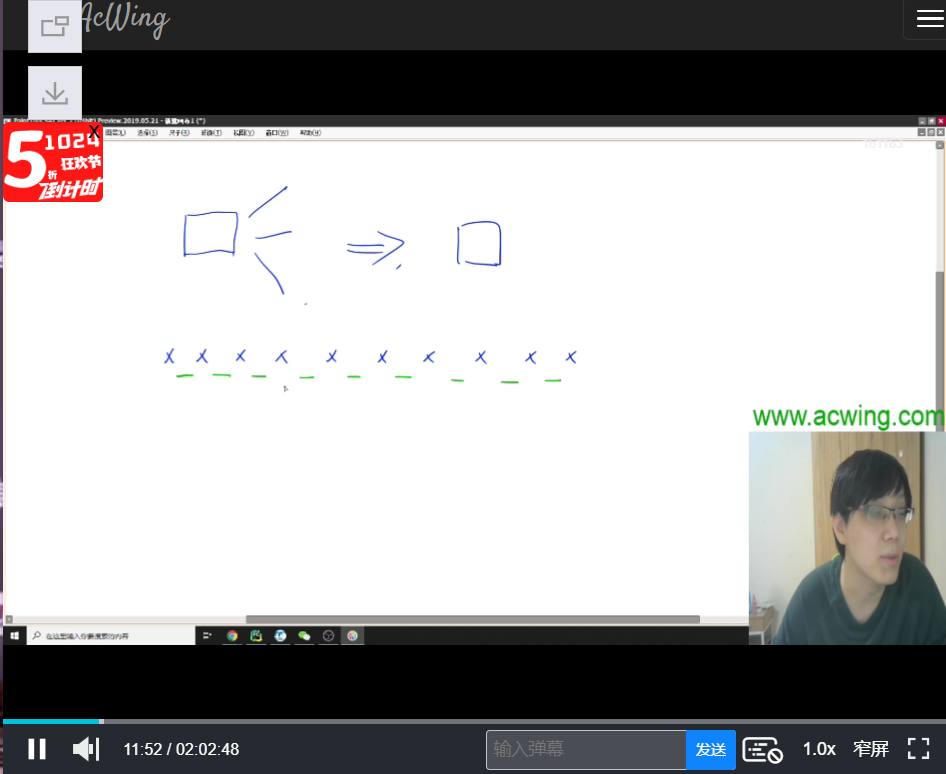 AcWing
Preview.2019.05.21 -
X
1024
5
狂欢节
折
倒计时
x x x x x x x x x x
www.acwing.com
在这里输入你要搜索的内容
11:52 / 02:02:48
输入弹幕
发送
1.0x
窄屏